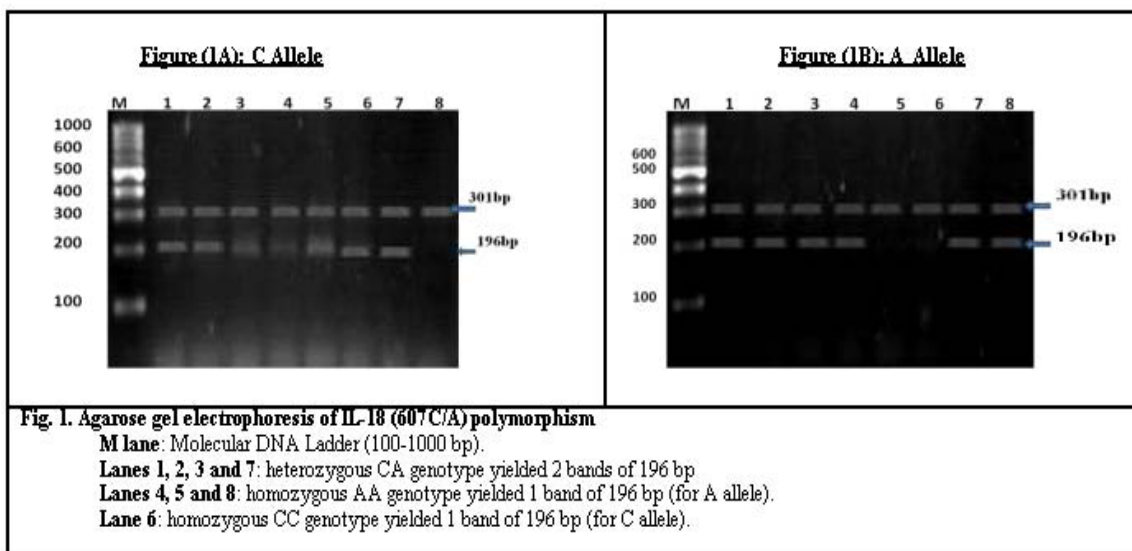 Figure (1A): C Allele
M 1 2 3 4 5 6 7 8
1000
600
500
400
300
200
100
301bp
196bp
Figure (1B): A Allele
M 1 2 3 4 5 6 7 8
600
500
300
200
100
301bp
196bp
Fig. 1. Agarose gel electrophoresis of IL-18 (607C/A) polymorphism
M lane: Molecular DNA Ladder (100-1000 bp).
Lanes 1, 2, 3 and 7: heterozygous CA genotype yielded 2 bands of 196 bp
Lanes 4, 5 and 8: homozygous AA genotype yielded 1 band of 196 bp (for A allele).
Lane 6: homozygous CC genotype yielded 1 band of 196 bp (for C allele).